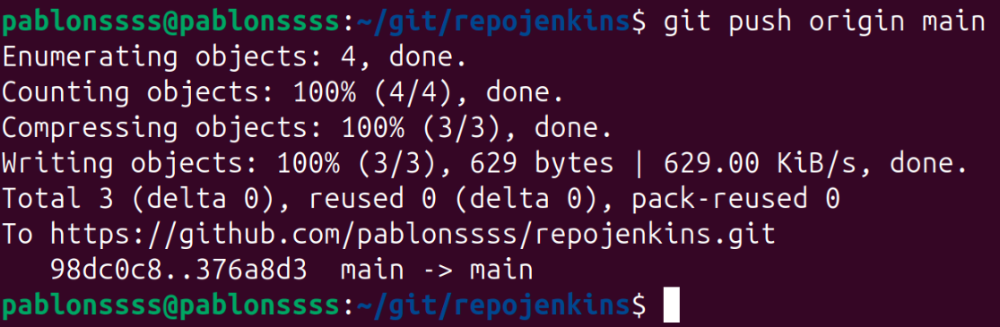 pablonssss@pablonssss:~/git/repojenkins$ git push origin main
Enumerating objects: 4, done.
Counting objects: 100% (4/4), done.
Compressing objects: 100% (3/3), done.
Writing objects: 100% (3/3), 629 bytes | 629.00 KiB/s, done.
Total 3 (delta 0), reused 0 (delta 0), pack-reused 0
To https://github.com/pablonssss/repojenkins.git
   98dc0c8..376a8d3  main -> main
pablonssss@pablonssss:~/git/repojenkins$